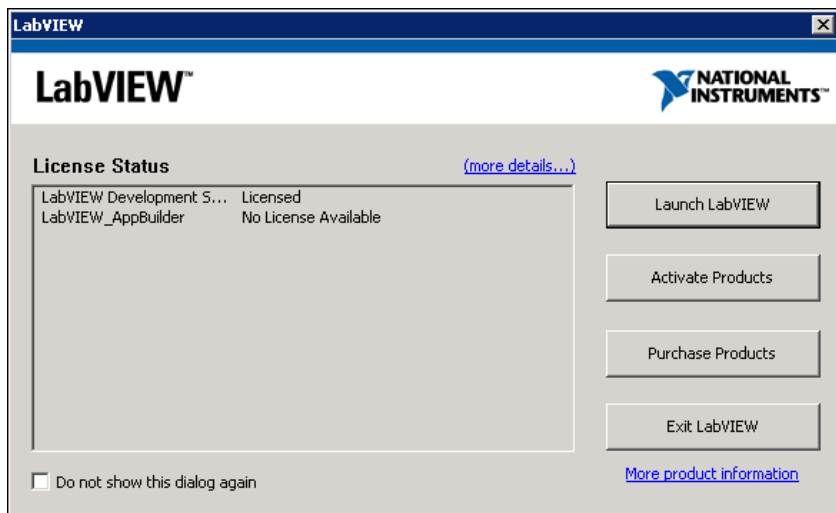 LabVIEW
LabVIEW™
NATIONAL
INSTRUMENTS™
License Status
(more details...)
LabVIEW Development S... Licensed
LabVIEW_AppBuilder No License Available
Launch LabVIEW
Activate Products
Purchase Products
Exit LabVIEW
Do not show this dialog again
More product information